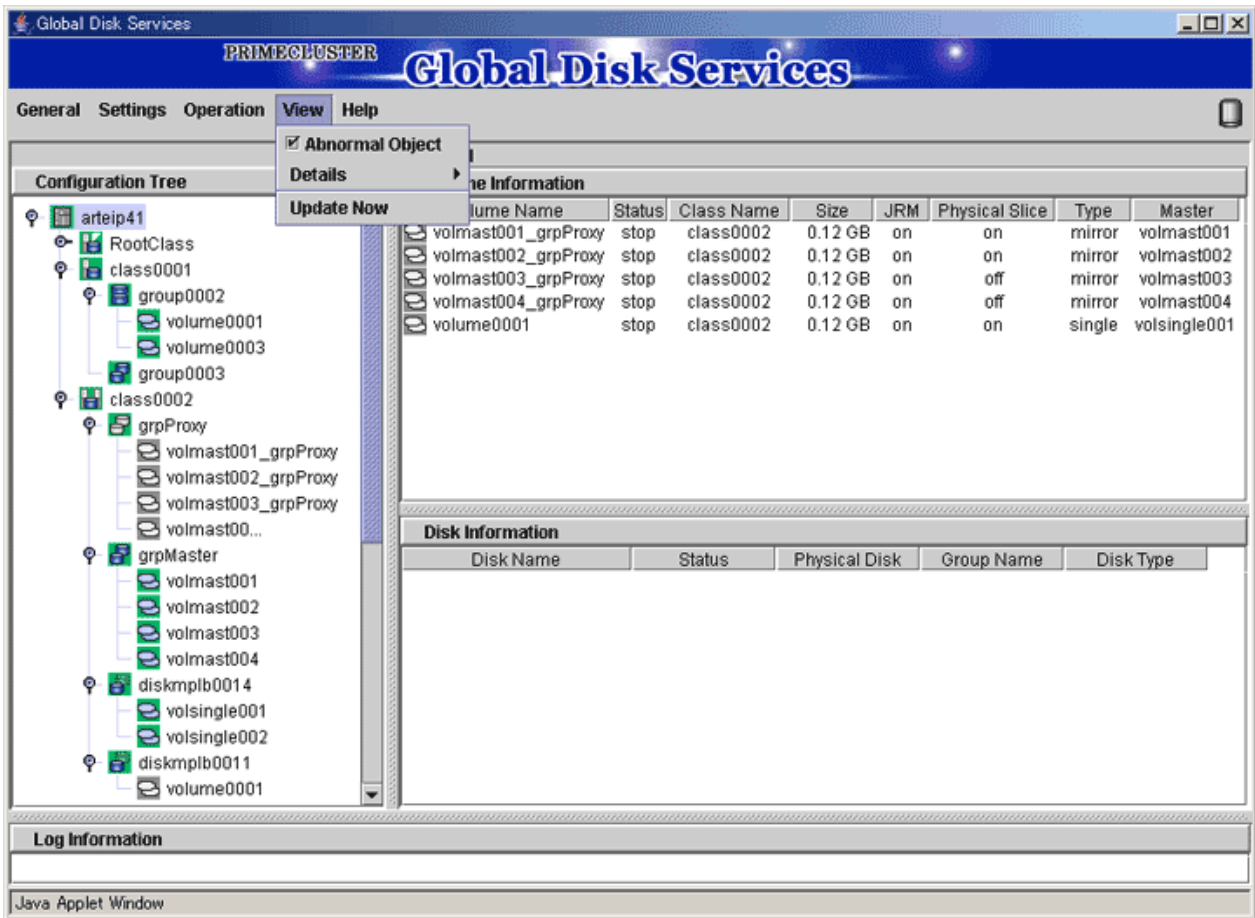 Global Disk Services
PRIMECLUSTER Global Disk Services
General Settings Operation View Help
Abnormal Object
Details
Update Now
Configuration Tree
arteip41
RootClass
class0001
group0002
volume0001
volume0003
group0003
class0002
grpProxy
volmast001_grpProxy
volmast002_grpProxy
volmast003_grpProxy
volmast00...
grpMaster
volmast001
volmast002
volmast003
volmast004
diskmplb0014
volsingle001
volsingle002
diskmplb0011
volume0001
Information
Name Status Class Name Size JRM Physical Slice Type Master
volmast001_grpProxy stop class0002 0.12 GB on on mirror volmast001
volmast002_grpProxy stop class0002 0.12 GB on on mirror volmast002
volmast003_grpProxy stop class0002 0.12 GB on off mirror volmast003
volmast004_grpProxy stop class0002 0.12 GB on off mirror volmast004
volume0001 stop class0002 0.12 GB on on single volsingle001
Disk Information
Disk Name Status Physical Disk Group Name Disk Type
Log Information
Java Applet Window